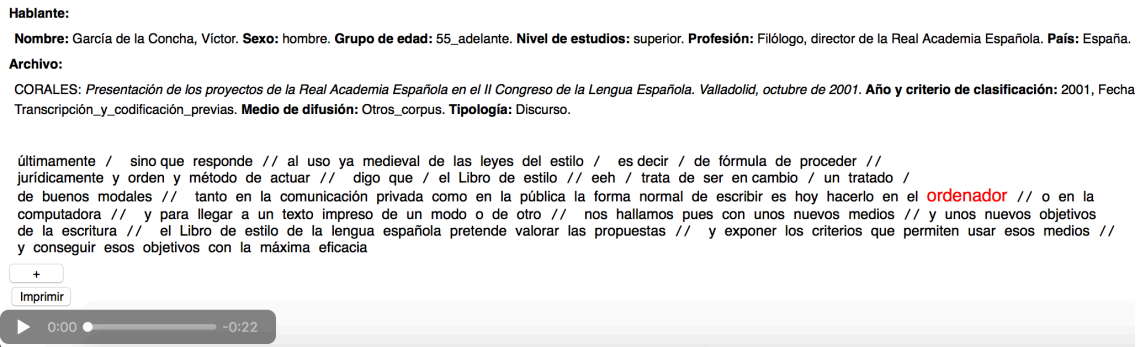 Hablante:
Nombre: García de la Concha, Víctor. Sexo: hombre. Grupo de edad: 55_adelante. Nivel de estudios: superior. Profesión: Filólogo, director de la Real Academia Española. País: España.
Archivo:
CORALES: Presentación de los proyectos de la Real Academia Española en el II Congreso de la Lengua Española. Valladolid, octubre de 2001. Año y criterio de clasificación: 2001, Fecha
Transcripción_y_codificación_previas. Medio de difusión: Otros_corpus. Tipología: Discurso.
últimamente / sino que responde // al uso ya medieval de las leyes del estilo / es decir / de fórmula de proceder //
jurídicamente y orden y método de actuar // digo que / el Libro de estilo // eeh / trata de ser en cambio / un tratado /
de buenos modales // tanto en la comunicación privada como en la pública la forma normal de escribir es hoy hacerlo en el ordenador // o en la
computadora // y para llegar a un texto impreso de un modo o de otro // nos hallamos pues con unos nuevos medios // y unos nuevos objetivos
de la escritura // el Libro de estilo de la lengua española pretende valorar las propuestas // y exponer los criterios que permiten usar esos medios //
y conseguir esos objetivos con la máxima eficacia
+
Imprimir
0:00 -0:22